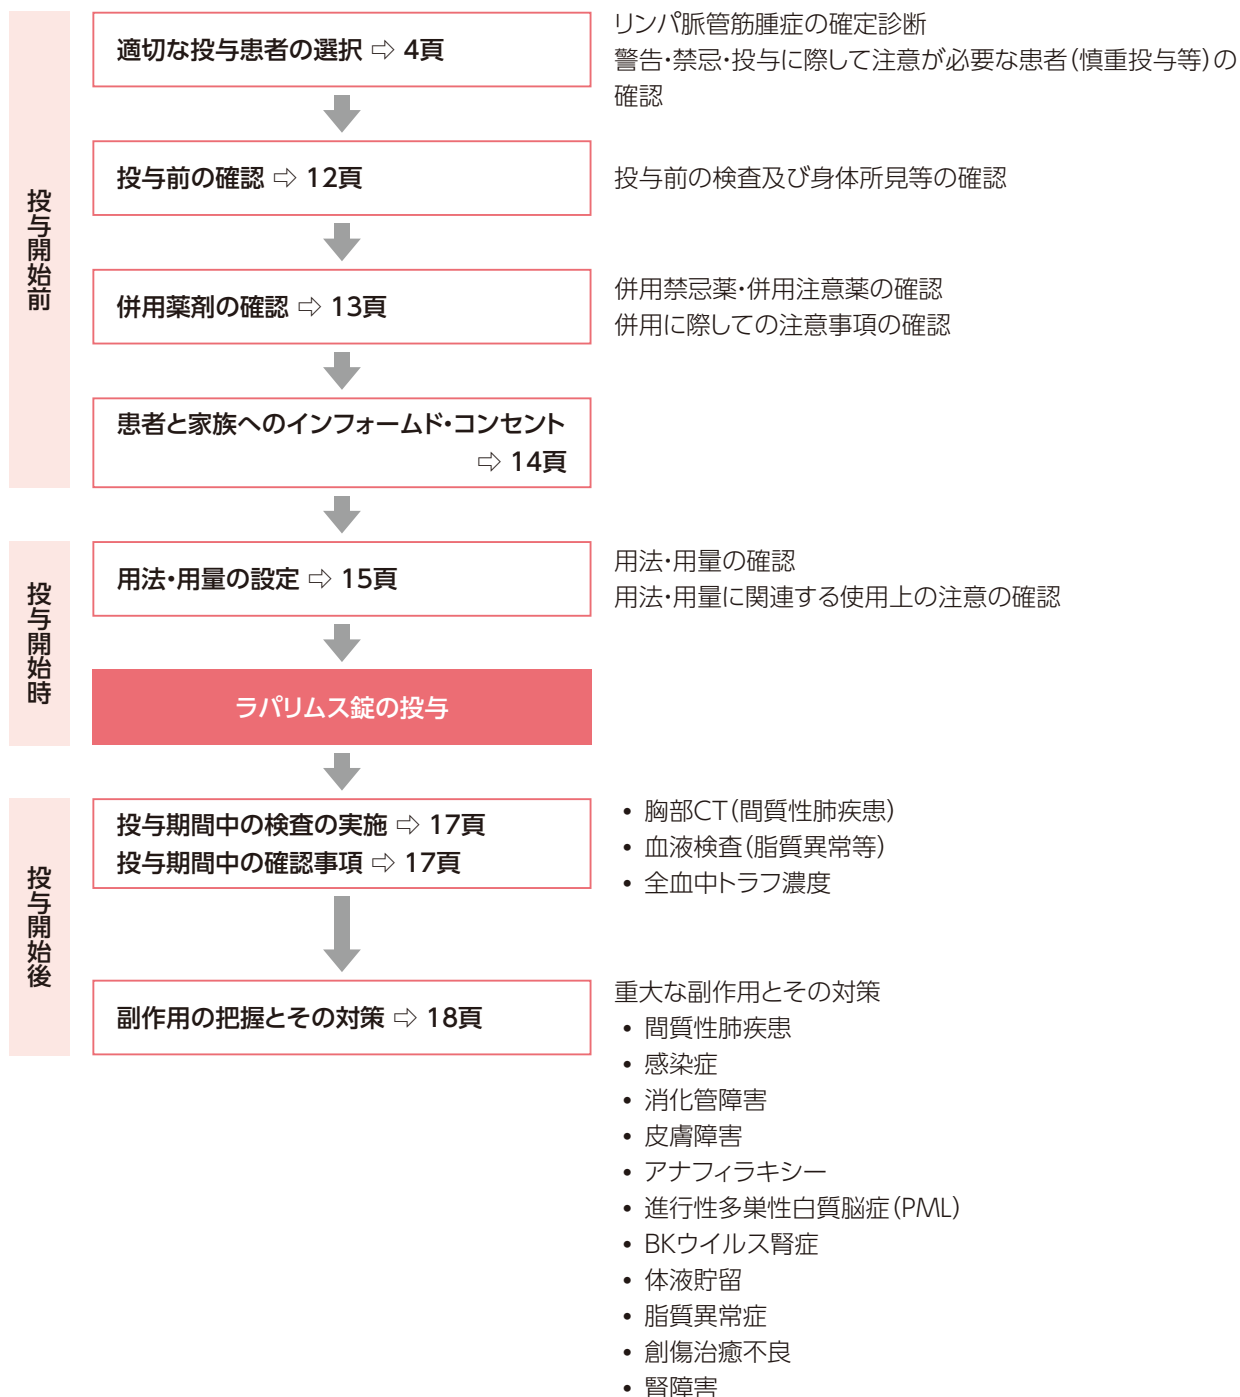 投与開始前
適切な投与患者の選択 ⇨ 4頁
リンパ脈管筋腫症の確定診断
警告・禁忌・投与に際して注意が必要な患者(慎重投与等)の
確認
投与前の確認 ⇨ 12頁
投与前の検査及び身体所見等の確認
併用薬剤の確認 ⇨ 13頁
併用禁忌薬・併用注意薬の確認
併用に際しての注意事項の確認
患者と家族へのインフォームド・コンセント
⇨ 14頁
投与開始時
用法・用量の設定 ⇨ 15頁
用法・用量の確認
用法・用量に関連する使用上の注意の確認
ラパリムス錠の投与
投与開始後
投与期間中の検査の実施 ⇨ 17頁
投与期間中の確認事項 ⇨ 17頁
• 胸部CT(間質性肺疾患)
• 血液検査(脂質異常等)
• 全血中トラフ濃度
副作用の把握とその対策 ⇨ 18頁
重大な副作用とその対策
• 間質性肺疾患
• 感染症
• 消化管障害
• 皮膚障害
• アナフィラキシー
• 進行性多巣性白質脳症(PML)
• BKウイルス腎症
• 体液貯留
• 脂質異常症
• 創傷治癒不良
• 腎障害